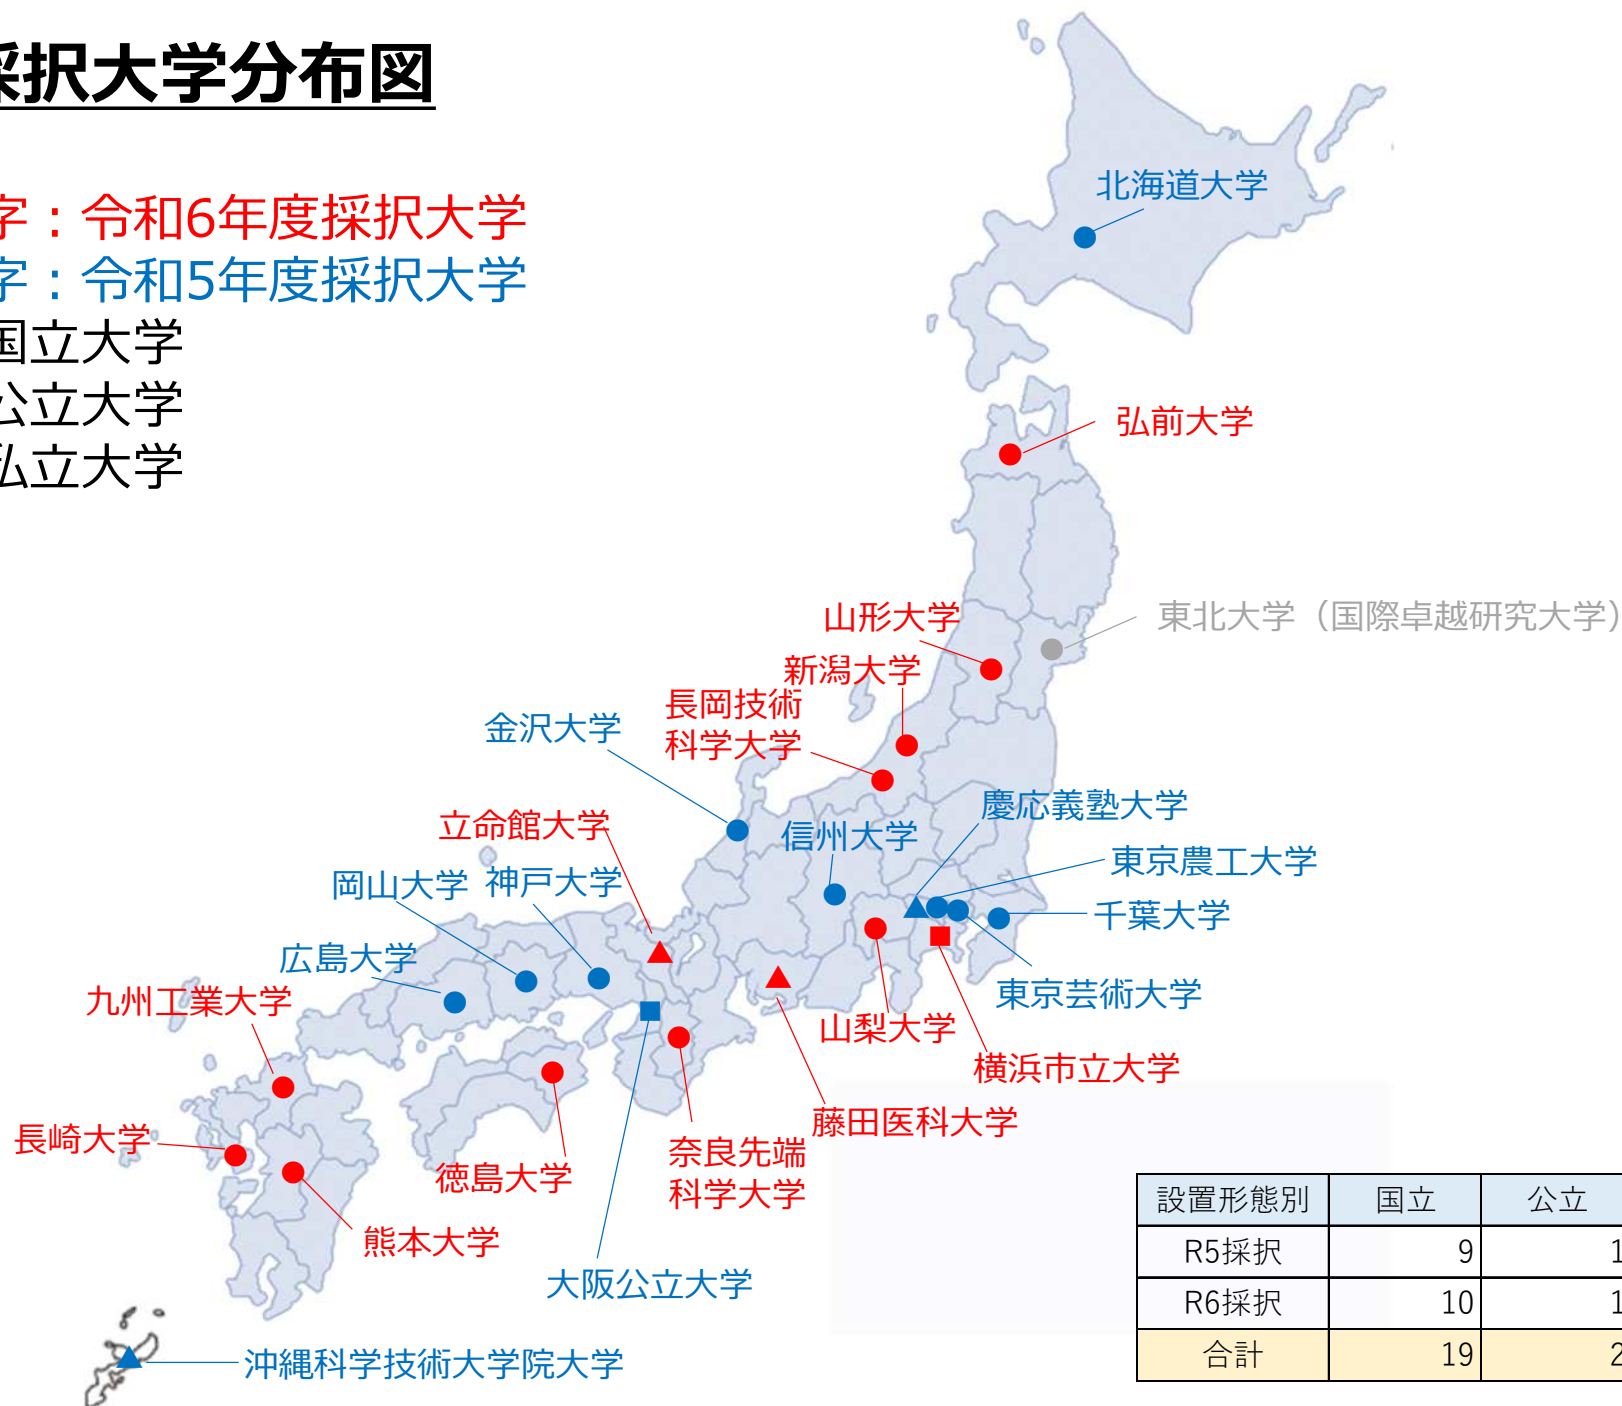 採択大学分布図
字：令和6年度採択大学
字：令和5年度採択大学
国立大学
公立大学
私立大学
北海道大学
弘前大学
東北大学（国際卓越研究大学）
山形大学
新潟大学
長岡技術
科学大学
金沢大学
慶応義塾大学
立命館大学
信州大学
東京農工大学
岡山大学
神戸大学
千葉大学
広島大学
九州工業大学
東京芸術大学
山梨大学
横浜市立大学
藤田医科大学
長崎大学
奈良先端
科学大学
徳島大学
熊本大学
大阪公立大学
沖縄科学技術大学院大学
設置形態別 国立 公立
R5採択 9 1
R6採択 10 1
合計 19 2